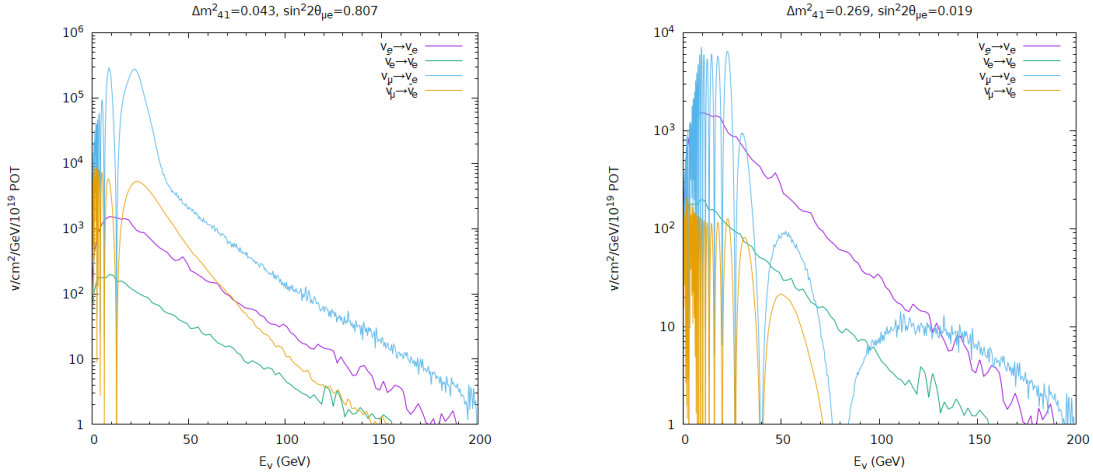 Δm²₄₁=0.043, sin²2θμe=0.807
10⁶
10⁵
10⁴
10³
10²
10
1
ν/cm²/GeV/10¹⁹ POT
νe→νe
ν̄e→ν̄e
νμ→νe
ν̄μ→ν̄e
0
50
100
150
200
Eν (GeV)
Δm²₄₁=0.269, sin²2θμe=0.019
10⁴
10³
10²
10
1
ν/cm²/GeV/10¹⁹ POT
νe→νe
ν̄e→ν̄e
νμ→νe
ν̄μ→ν̄e
0
50
100
150
200
Eν (GeV)